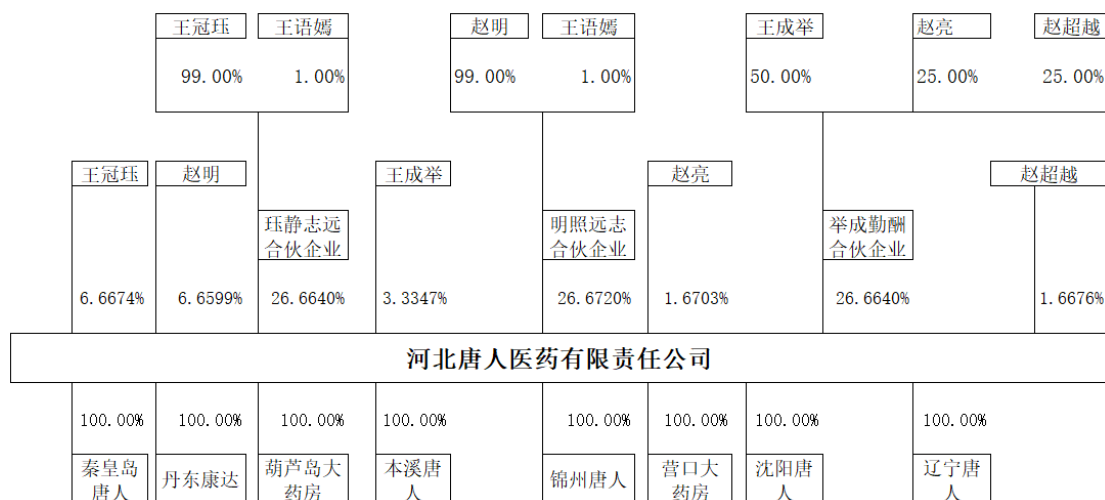 王冠珏 王语嫣 赵明 王语嫣 王成举 赵亮 赵超越
99.00% 1.00% 99.00% 1.00% 50.00% 25.00% 25.00%
王冠珏 赵明 王成举 赵亮 赵超越
珏静志远 明照远志 举成勤酬
合伙企业 合伙企业 合伙企业
6.6674% 6.6599% 26.6640% 3.3347% 26.6720% 1.6703% 26.6640% 1.6676%
河北唐人医药有限责任公司
100.00% 100.00% 100.00% 100.00% 100.00% 100.00% 100.00% 100.00%
秦皇岛 丹东康达 葫芦岛大 本溪唐 锦州唐人 营口大 沈阳唐 辽宁唐
唐人 药房 人 药房 人 人